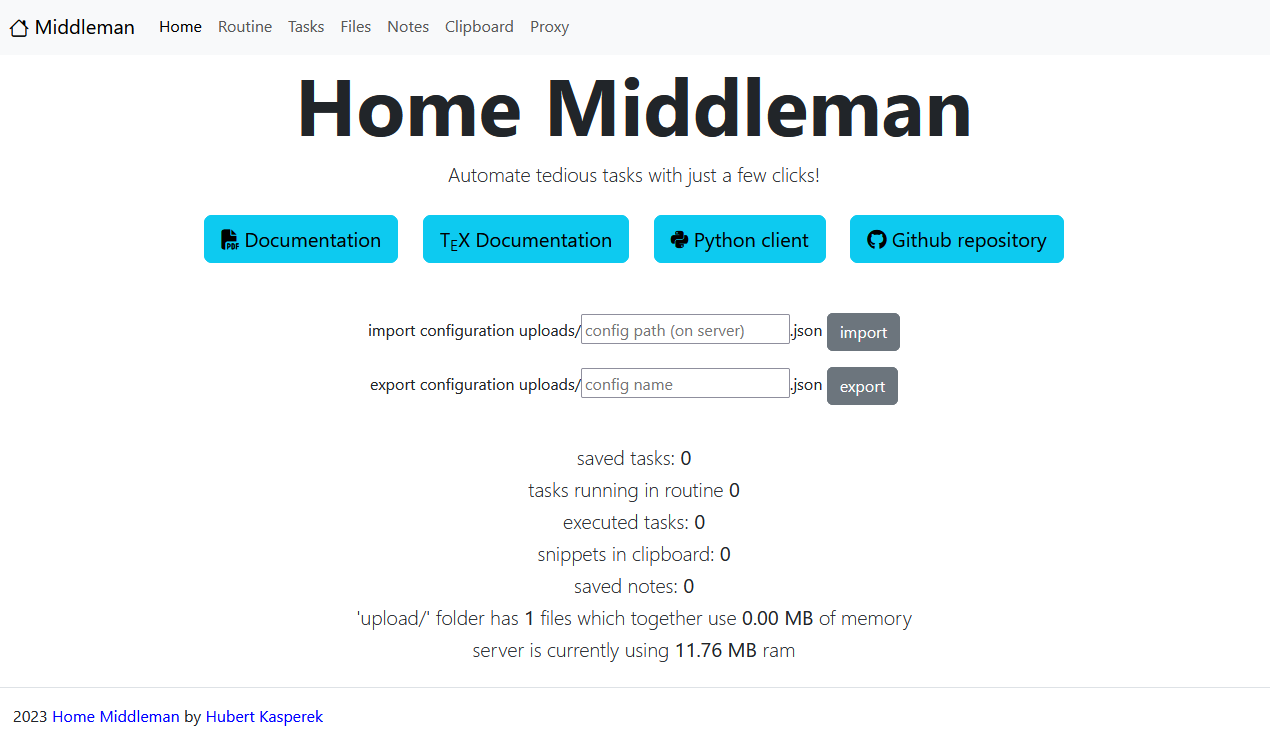 Middleman Home Routine Tasks Files Notes Clipboard Proxy
Home Middleman
Automate tedious tasks with just a few clicks!
PDF Documentation TEX Documentation Python client Github repository
import configuration uploads/config path (on server).json import
export configuration uploads/config name.json export
saved tasks: 0
tasks running in routine 0
executed tasks: 0
snippets in clipboard: 0
saved notes: 0
'upload/' folder has 1 files which together use 0.00 MB of memory
server is currently using 11.76 MB ram
2023 Home Middleman by Hubert Kasperek